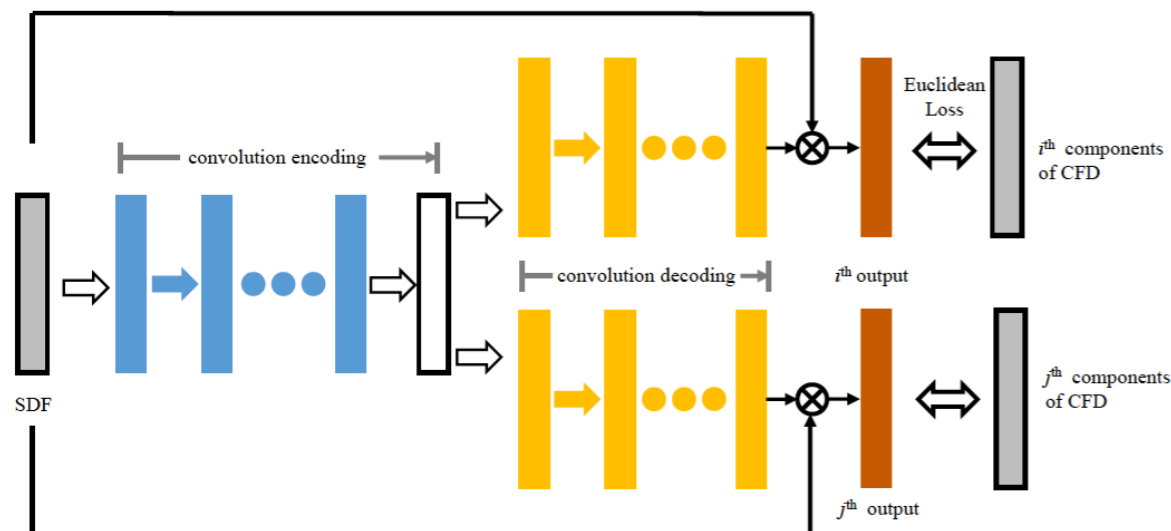 convolution encoding
Euclidean
Loss
iᵗʰ components
of CFD
SDF
convolution decoding
iᵗʰ output
jᵗʰ components
of CFD
jᵗʰ output